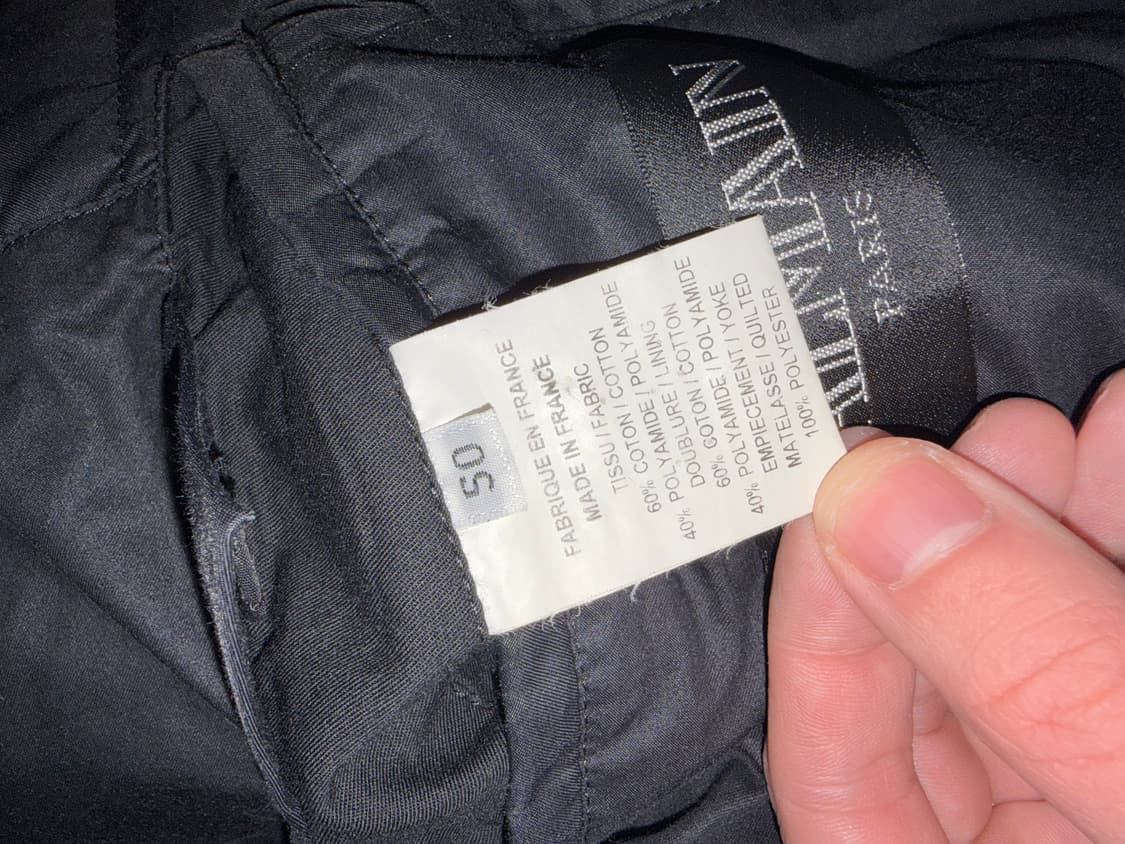 ALMAIN
PARIS
50
FABRIQUE EN FRANCE
MADE IN FRANCE
TISSU / FABRIC
60% COTON / COTTON
40% POLYAMIDE / POLYAMIDE
DOUBLURE / LINING
60% COTON / COTTON
40% POLYAMIDE / POLYAMIDE
EMPIECEMENT / YOKE
MATELASSE / QUILTED
100% POLYESTER